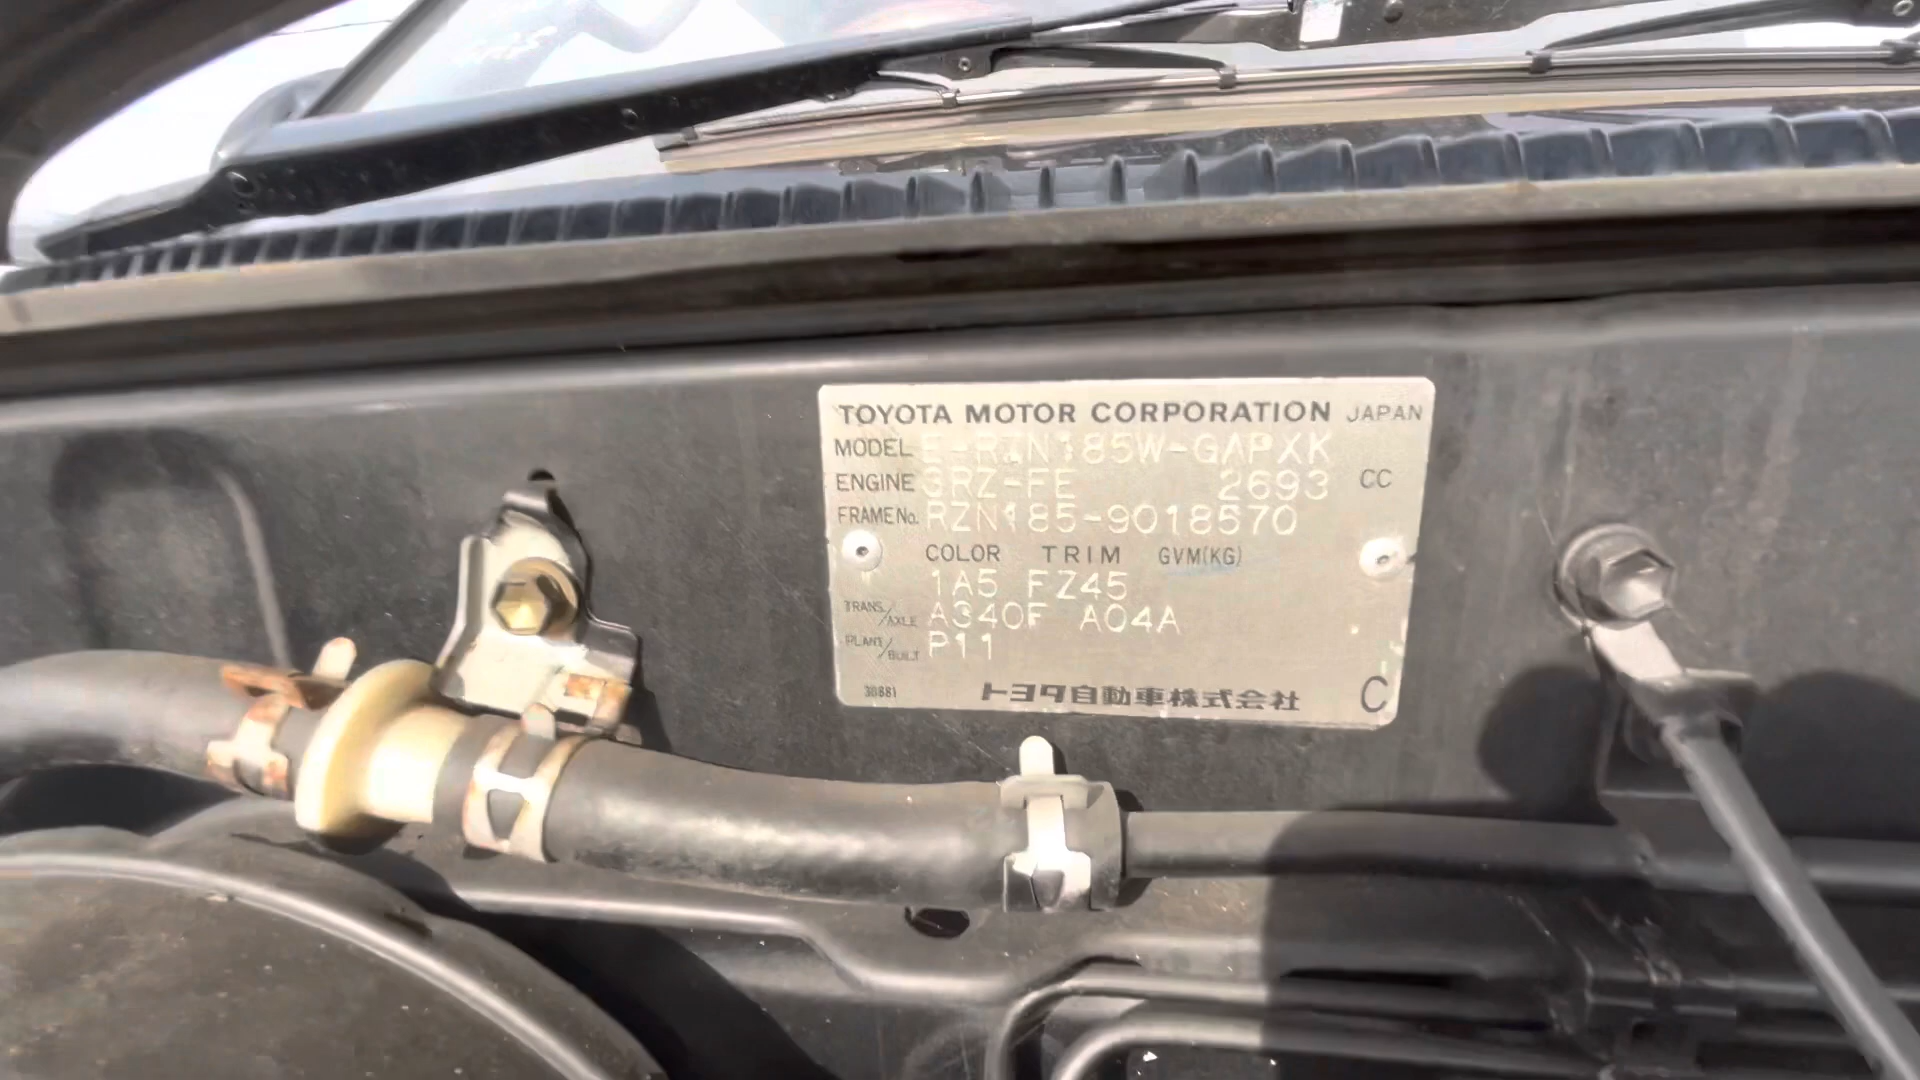 TOYOTA MOTOR CORPORATION JAPAN
MODEL E-RZN185W-GAPXK
ENGINE 3RZ-FE 2693 CC
FRAME No. RZN185-9018570
COLOR TRIM GVM(KG)
1A5 FZ45
TRANS./AXLE A340F A04A
PLANT/BUILT P11
30881 トヨタ自動車株式会社 C